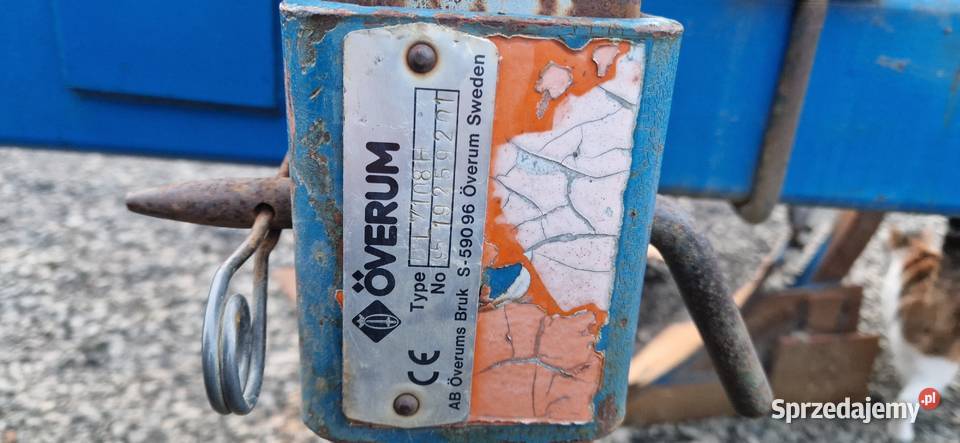 ÖVERUM
CE
Type
No
AB Överums Bruk S-590 96 Överum Sweden
Sprzedajemy.pl